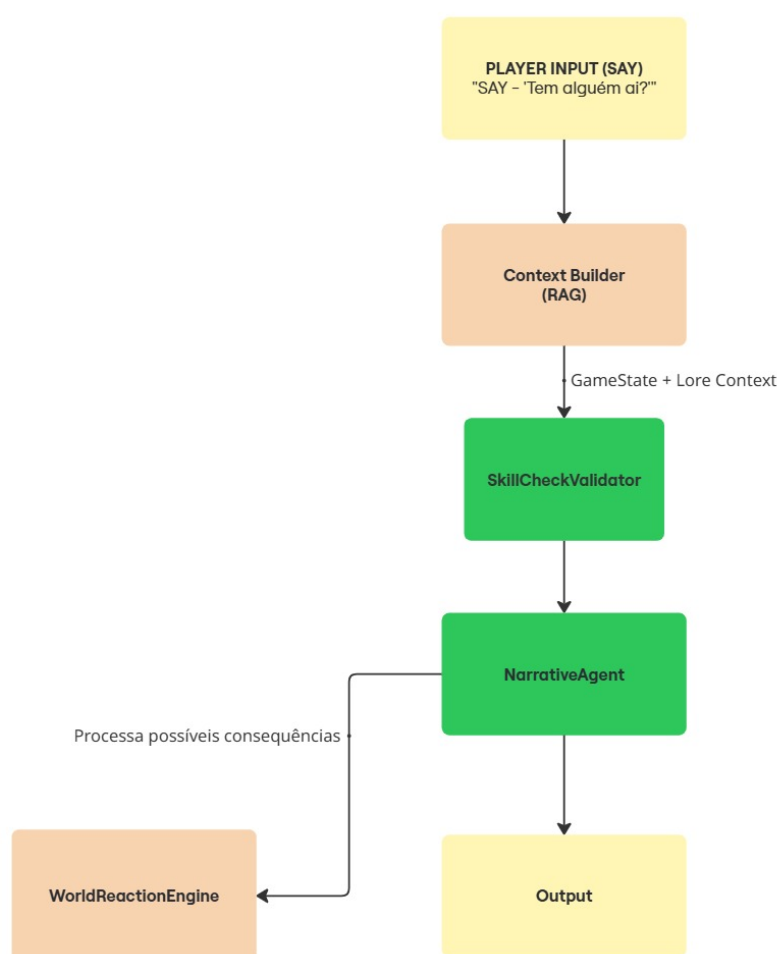 PLAYER INPUT (SAY)
"SAY - 'Tem alguém ai?'"
Context Builder
(RAG)
GameState + Lore Context
SkillCheckValidator
NarrativeAgent
Processa possíveis consequências
WorldReactionEngine
Output